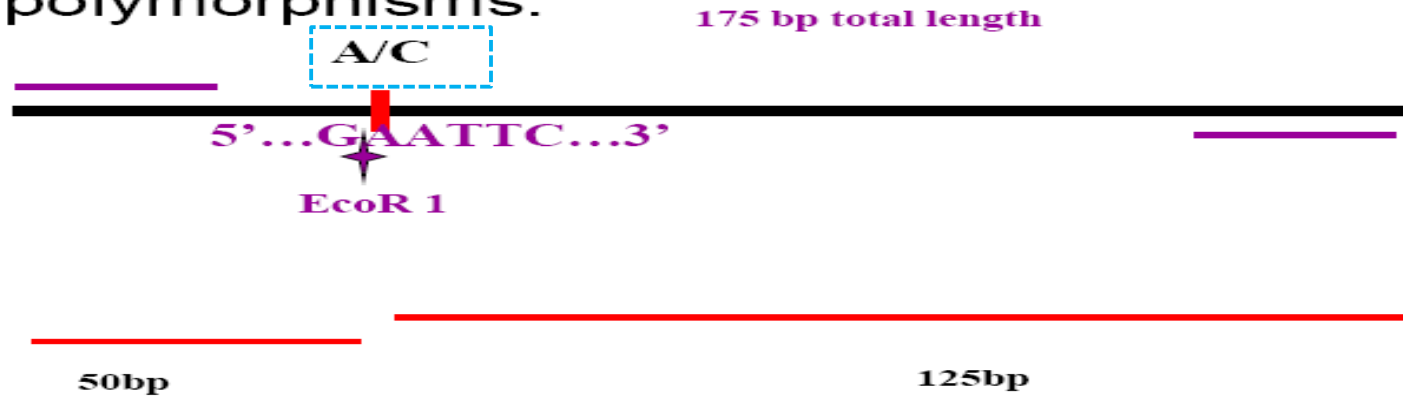 polymorphisms.
175 bp total length
A/C
5’...GAATTC...3’
EcoR 1
50bp
125bp